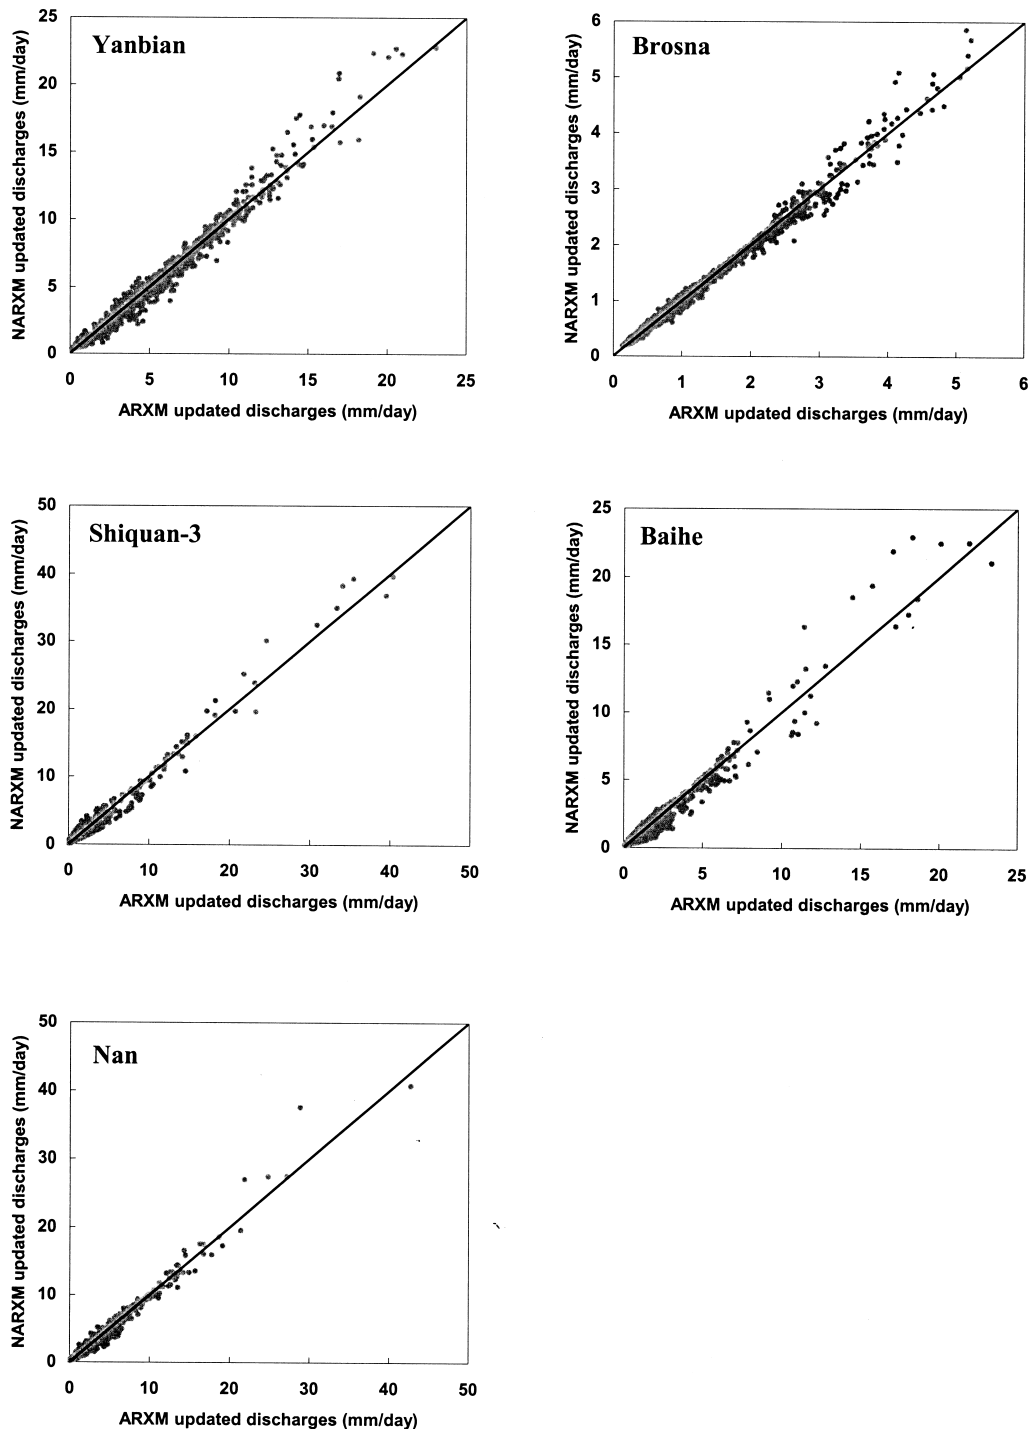 Yanbian
NARXM updated discharges (mm/day)
25
20
15
10
5
0
0 5 10 15 20 25
ARXM updated discharges (mm/day)
Brosna
NARXM updated discharges (mm/day)
6
5
4
3
2
1
0
0 1 2 3 4 5 6
ARXM updated discharges (mm/day)
Shiquan-3
NARXM updated discharges (mm/day)
50
40
30
20
10
0
0 10 20 30 40 50
ARXM updated discharges (mm/day)
Baihe
NARXM updated discharges (mm/day)
25
20
15
10
5
0
0 5 10 15 20 25
ARXM updated discharges (mm/day)
Nan
NARXM updated discharges (mm/day)
50
40
30
20
10
0
0 10 20 30 40 50
ARXM updated discharges (mm/day)